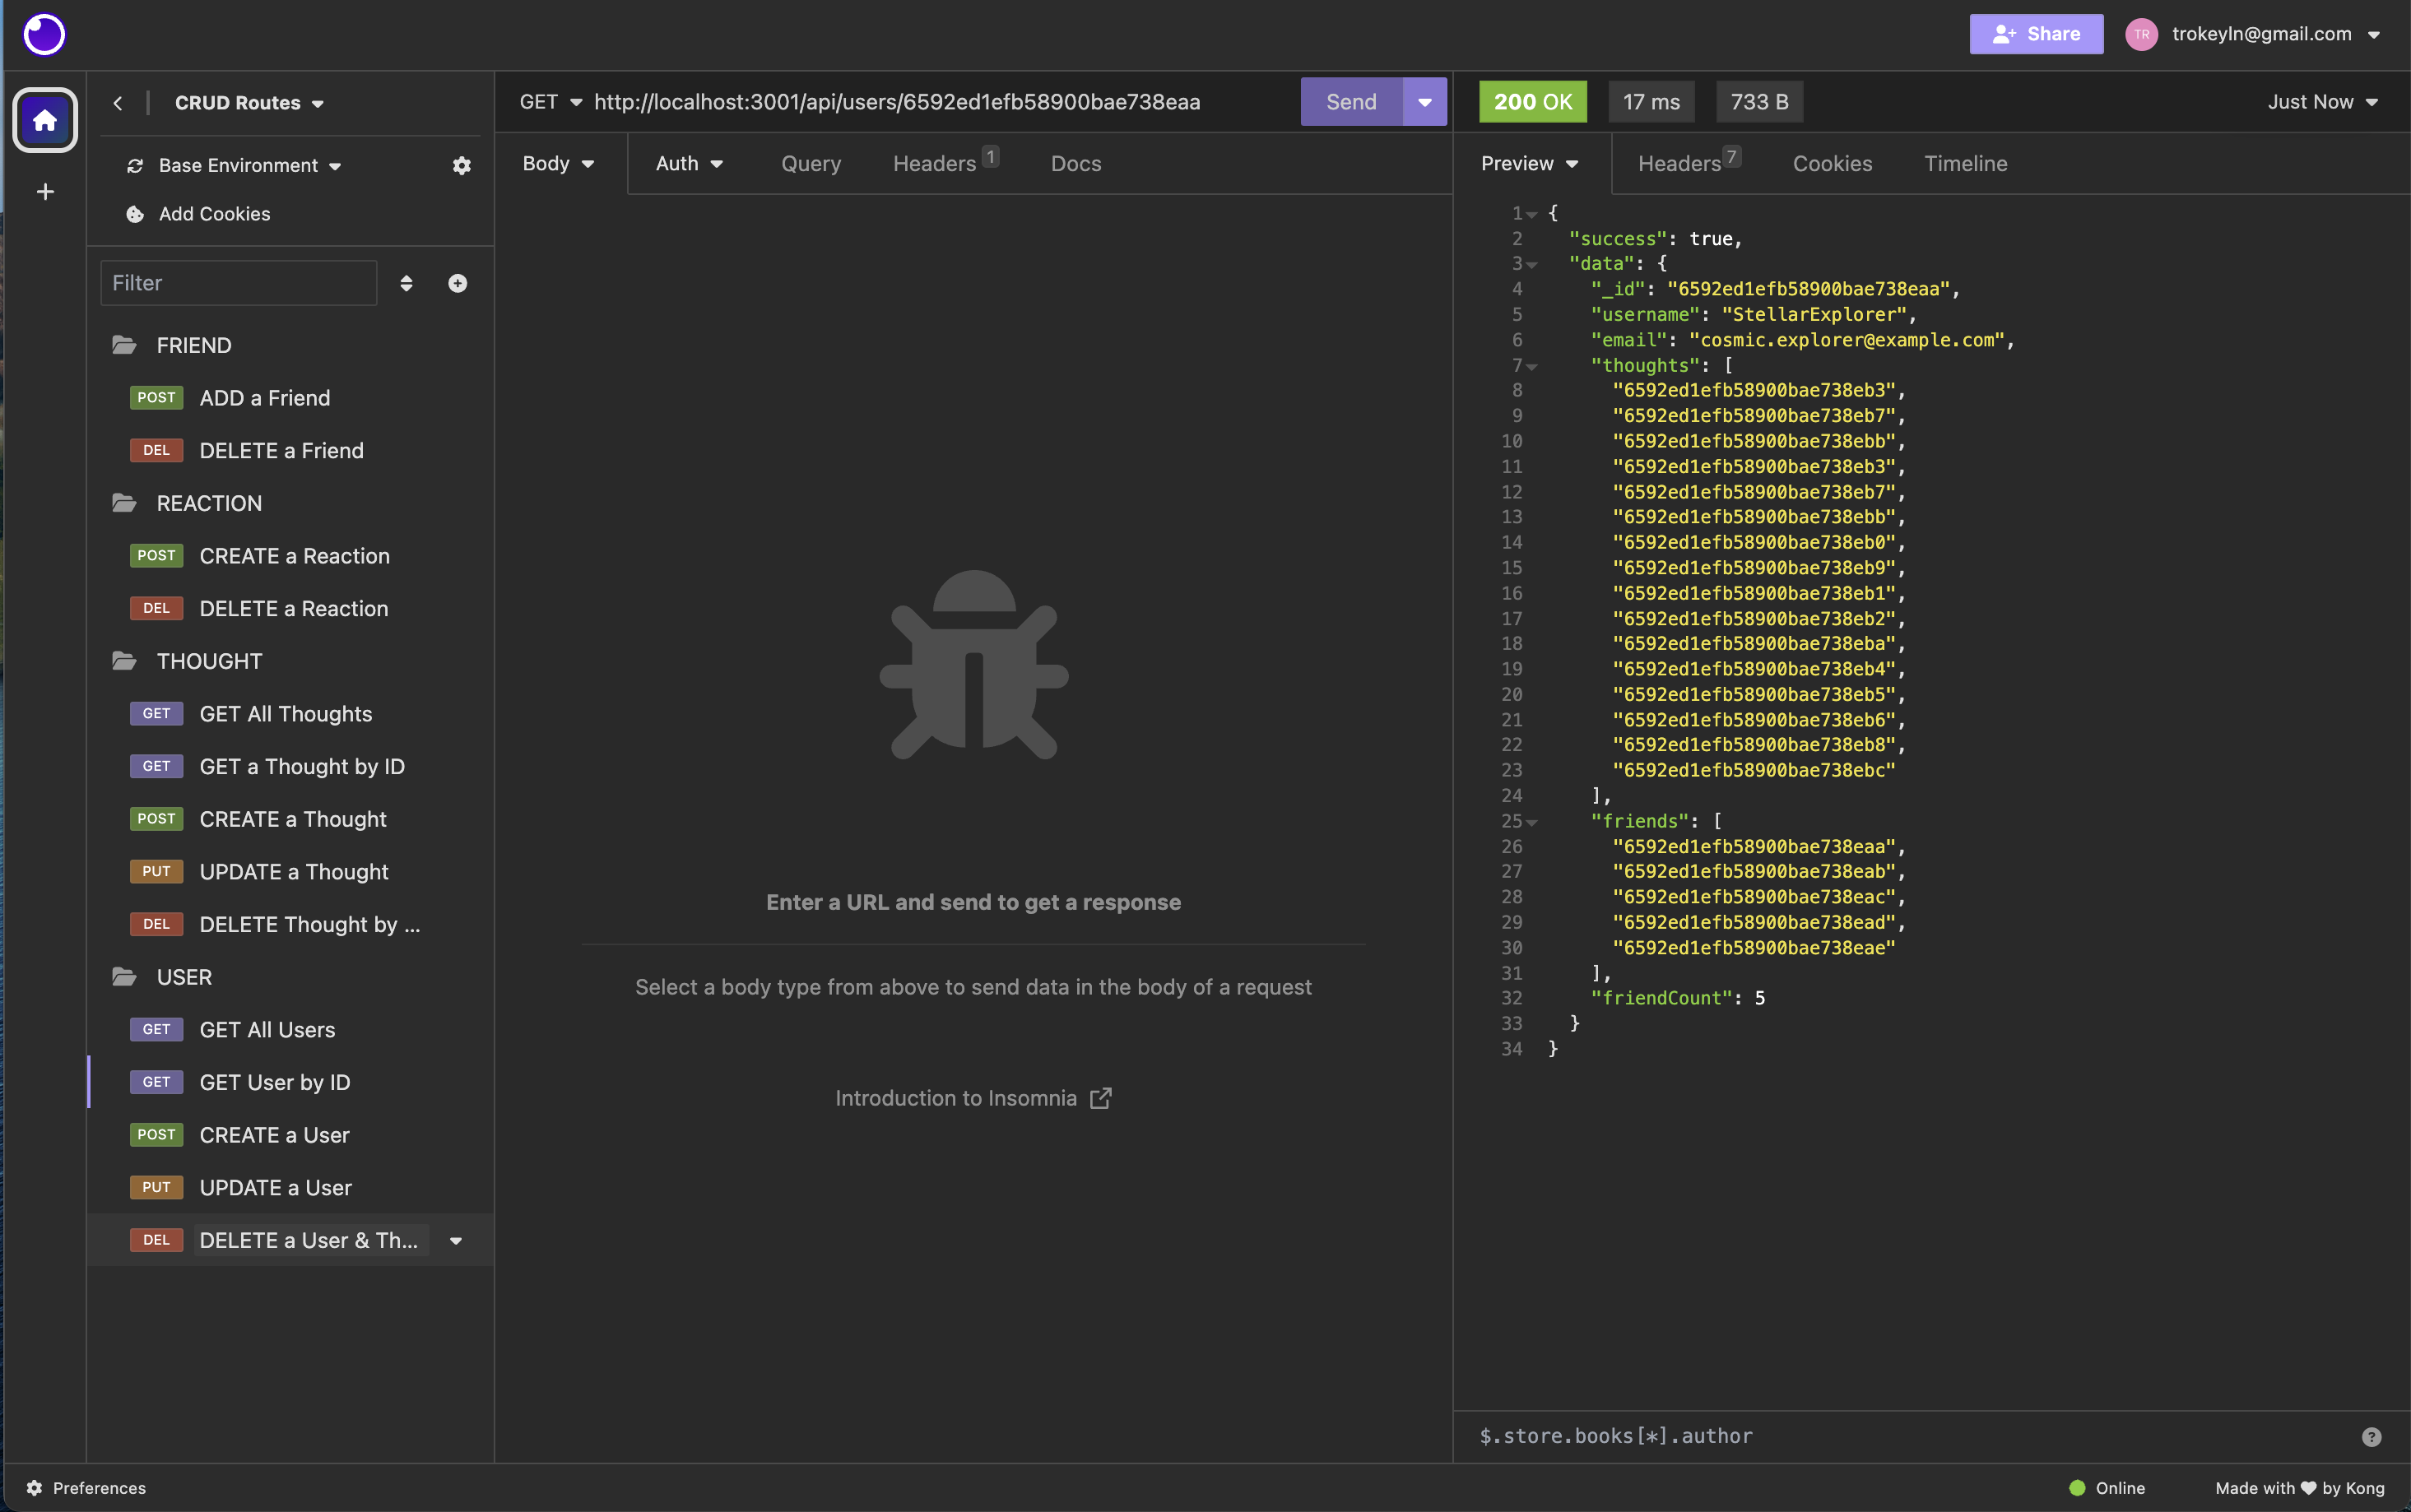 Share
TR
trokeyln@gmail.com
CRUD Routes
Base Environment
Add Cookies
Filter
FRIEND
POST ADD a Friend
DEL DELETE a Friend
REACTION
POST CREATE a Reaction
DEL DELETE a Reaction
THOUGHT
GET GET All Thoughts
GET GET a Thought by ID
POST CREATE a Thought
PUT UPDATE a Thought
DEL DELETE Thought by ...
USER
GET GET All Users
GET GET User by ID
POST CREATE a User
PUT UPDATE a User
DEL DELETE a User & Th...
GET http://localhost:3001/api/users/6592ed1efb58900bae738eaa Send
Body Auth Query Headers 1 Docs
Enter a URL and send to get a response
Select a body type from above to send data in the body of a request
Introduction to Insomnia
200 OK 17 ms 733 B Just Now
Preview Headers 7 Cookies Timeline
1 {
2 "success": true,
3 "data": {
4 "_id": "6592ed1efb58900bae738eaa",
5 "username": "StellarExplorer",
6 "email": "cosmic.explorer@example.com",
7 "thoughts": [
8 "6592ed1efb58900bae738eb3",
9 "6592ed1efb58900bae738eb7",
10 "6592ed1efb58900bae738ebb",
11 "6592ed1efb58900bae738eb3",
12 "6592ed1efb58900bae738eb7",
13 "6592ed1efb58900bae738ebb",
14 "6592ed1efb58900bae738eb0",
15 "6592ed1efb58900bae738eb9",
16 "6592ed1efb58900bae738eb1",
17 "6592ed1efb58900bae738eb2",
18 "6592ed1efb58900bae738eba",
19 "6592ed1efb58900bae738eb4",
20 "6592ed1efb58900bae738eb5",
21 "6592ed1efb58900bae738eb6",
22 "6592ed1efb58900bae738eb8",
23 "6592ed1efb58900bae738ebc"
24 ],
25 "friends": [
26 "6592ed1efb58900bae738eaa",
27 "6592ed1efb58900bae738eab",
28 "6592ed1efb58900bae738eac",
29 "6592ed1efb58900bae738ead",
30 "6592ed1efb58900bae738eae"
31 ],
32 "friendCount": 5
33 }
34 }
$.store.books[*].author
Preferences
Online
Made with ♥ by Kong